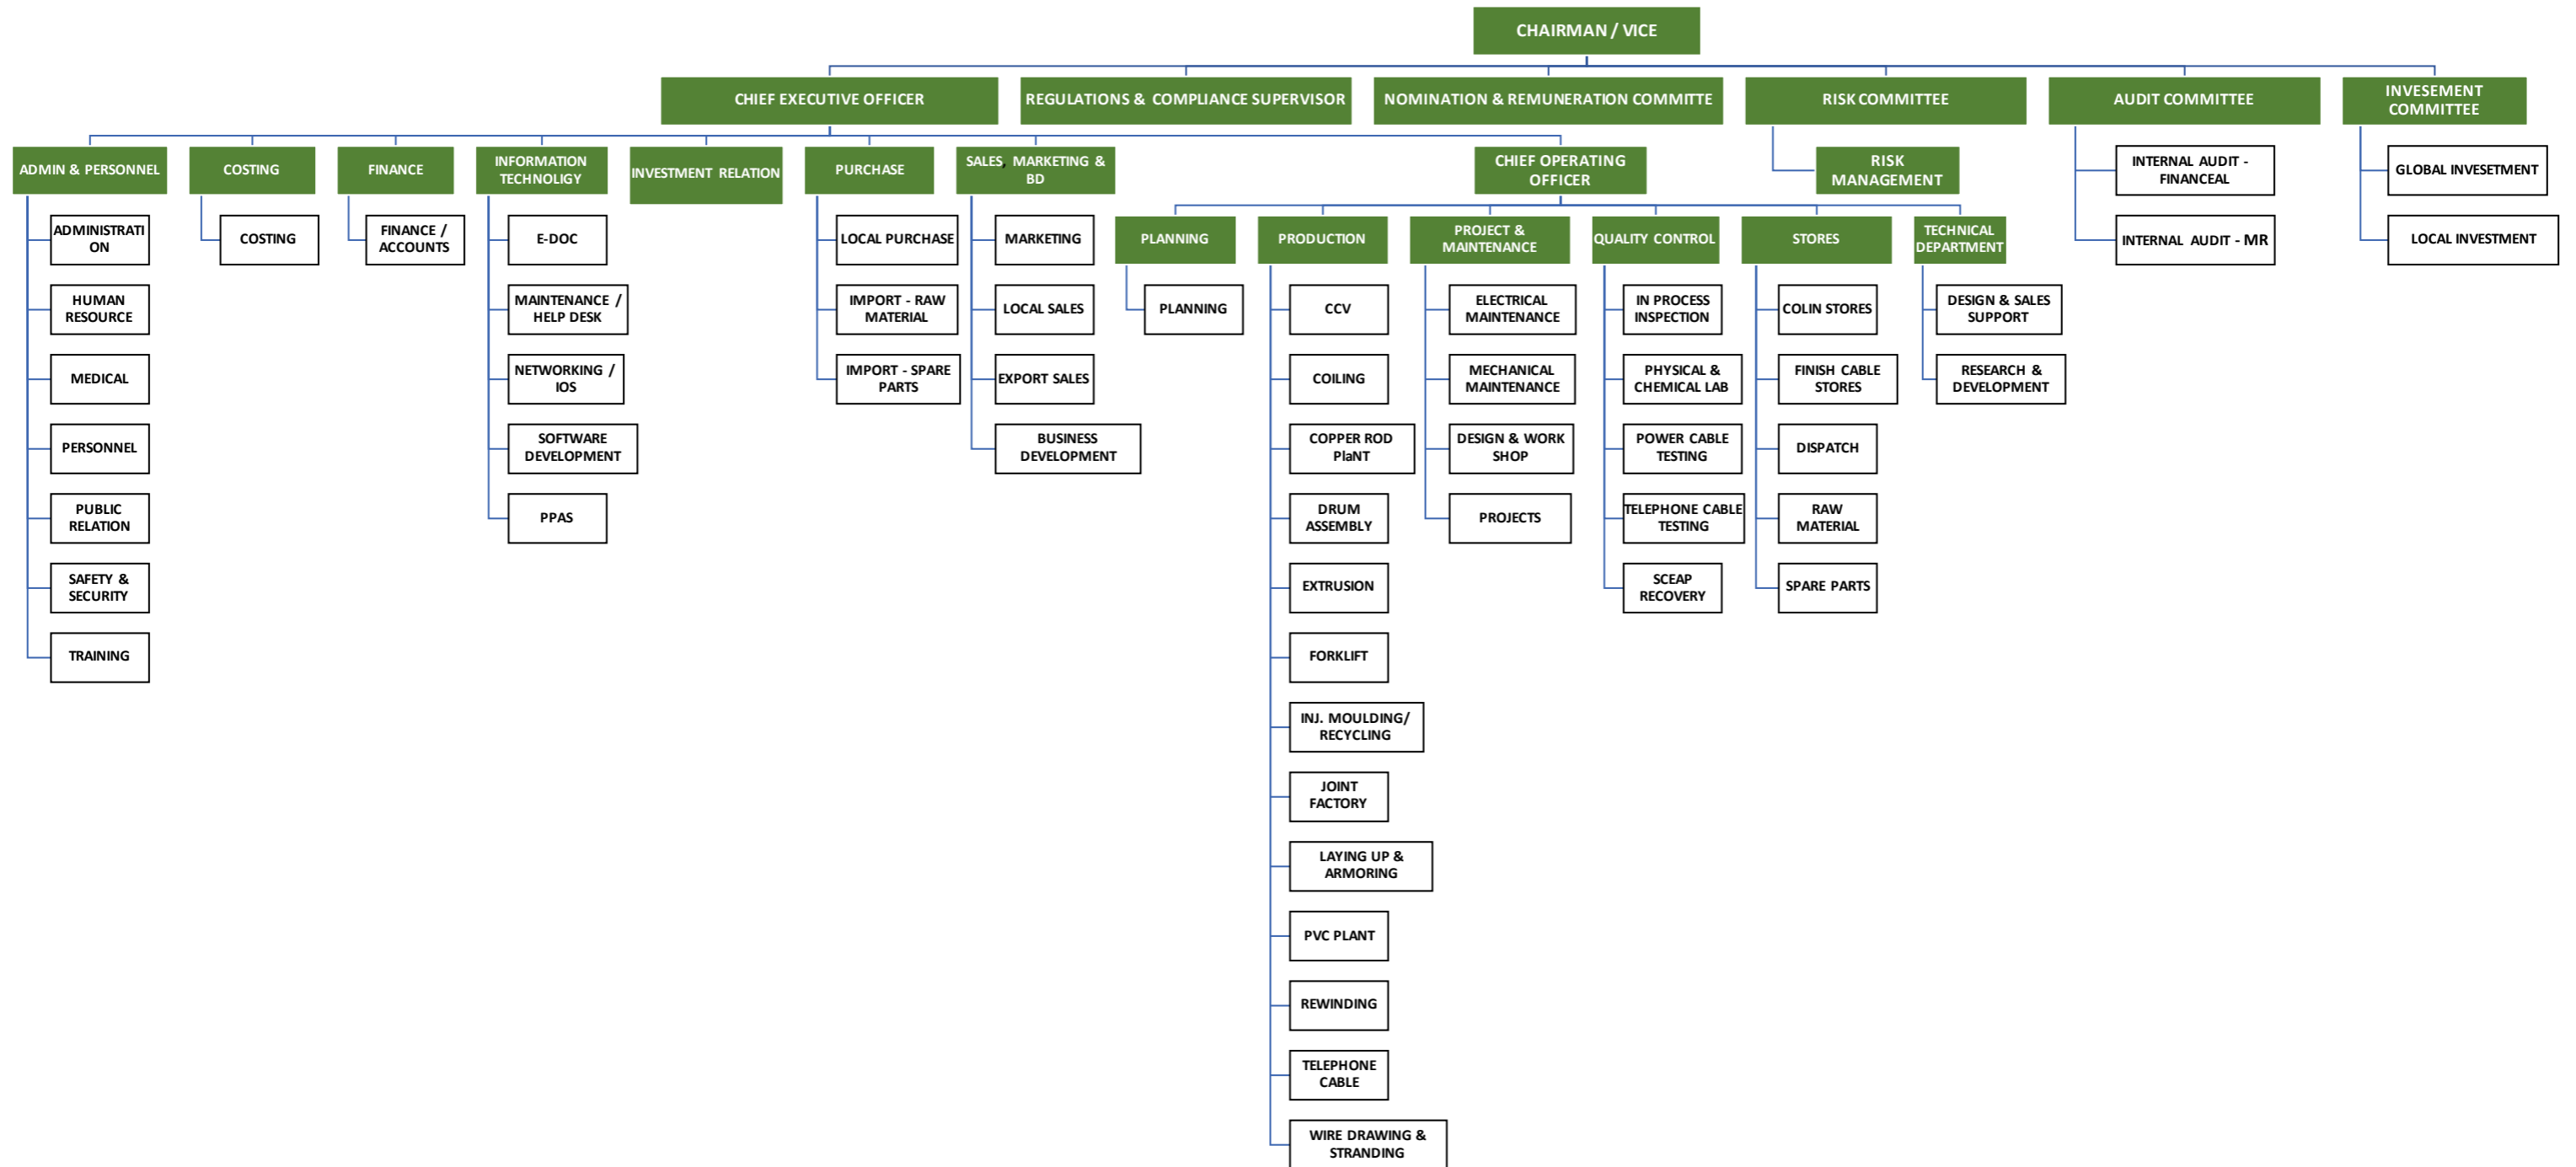 CHAIRMAN / VICE
CHIEF EXECUTIVE OFFICER
REGULATIONS & COMPLIANCE SUPERVISOR
NOMINATION & REMUNERATION COMMITTE
RISK COMMITTEE
AUDIT COMMITTEE
INVESEMENT
COMMITTEE
ADMIN & PERSONNEL
COSTING
FINANCE
INFORMATION
TECHNOLIGY
INVESTMENT RELATION
PURCHASE
SALES, MARKETING &
BD
CHIEF OPERATING
OFFICER
RISK
MANAGEMENT
INTERNAL AUDIT -
FINANCEAL
INTERNAL AUDIT - MR
GLOBAL INVESETMENT
LOCAL INVESTMENT
ADMINISTRATI
ON
HUMAN
RESOURCE
MEDICAL
PERSONNEL
PUBLIC
RELATION
SAFETY &
SECURITY
TRAINING
COSTING
FINANCE /
ACCOUNTS
E-DOC
MAINTENANCE /
HELP DESK
NETWORKING /
IOS
SOFTWARE
DEVELOPMENT
PPAS
LOCAL PURCHASE
IMPORT - RAW
MATERIAL
IMPORT - SPARE
PARTS
MARKETING
LOCAL SALES
EXPORT SALES
BUSINESS
DEVELOPMENT
PLANNING
PRODUCTION
PROJECT &
MAINTENANCE
QUALITY CONTROL
STORES
TECHNICAL
DEPARTMENT
PLANNING
CCV
COILING
COPPER ROD
PlaNT
DRUM
ASSEMBLY
EXTRUSION
FORKLIFT
INJ. MOULDING/
RECYCLING
JOINT
FACTORY
LAYING UP &
ARMORING
PVC PLANT
REWINDING
TELEPHONE
CABLE
WIRE DRAWING &
STRANDING
ELECTRICAL
MAINTENANCE
MECHANICAL
MAINTENANCE
DESIGN & WORK
SHOP
PROJECTS
IN PROCESS
INSPECTION
PHYSICAL &
CHEMICAL LAB
POWER CABLE
TESTING
TELEPHONE CABLE
TESTING
SCEAP
RECOVERY
COLIN STORES
FINISH CABLE
STORES
DISPATCH
RAW
MATERIAL
SPARE PARTS
DESIGN & SALES
SUPPORT
RESEARCH &
DEVELOPMENT